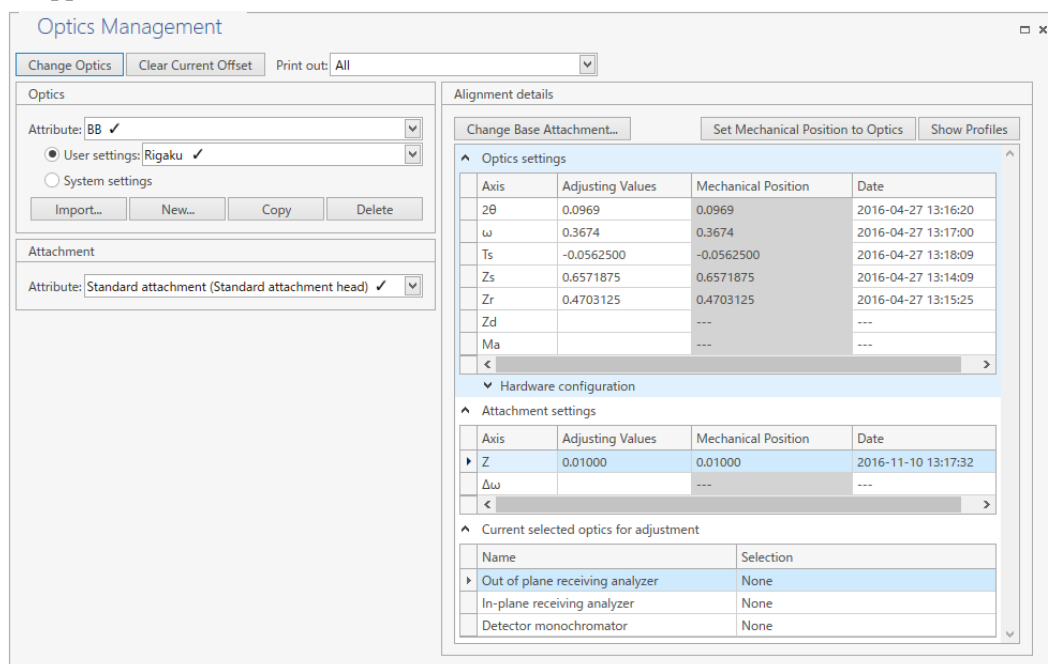 Optics Management
Change Optics Clear Current Offset Print out: All
Optics
Attribute: BB ✓
User settings: Rigaku ✓
System settings
Import... New... Copy Delete
Attachment
Attribute: Standard attachment (Standard attachment head) ✓
Alignment details
Change Base Attachment... Set Mechanical Position to Optics Show Profiles
Optics settings
Axis Adjusting Values Mechanical Position Date
2θ 0.0969 0.0969 2016-04-27 13:16:20
ω 0.3674 0.3674 2016-04-27 13:17:00
Ts -0.0562500 -0.0562500 2016-04-27 13:18:09
Zs 0.6571875 0.6571875 2016-04-27 13:14:09
Zr 0.4703125 0.4703125 2016-04-27 13:15:25
Zd --- ---
Ma --- ---
Hardware configuration
Attachment settings
Axis Adjusting Values Mechanical Position Date
Z 0.01000 0.01000 2016-11-10 13:17:32
Δω --- ---
Current selected optics for adjustment
Name Selection
Out of plane receiving analyzer None
In-plane receiving analyzer None
Detector monochromator None